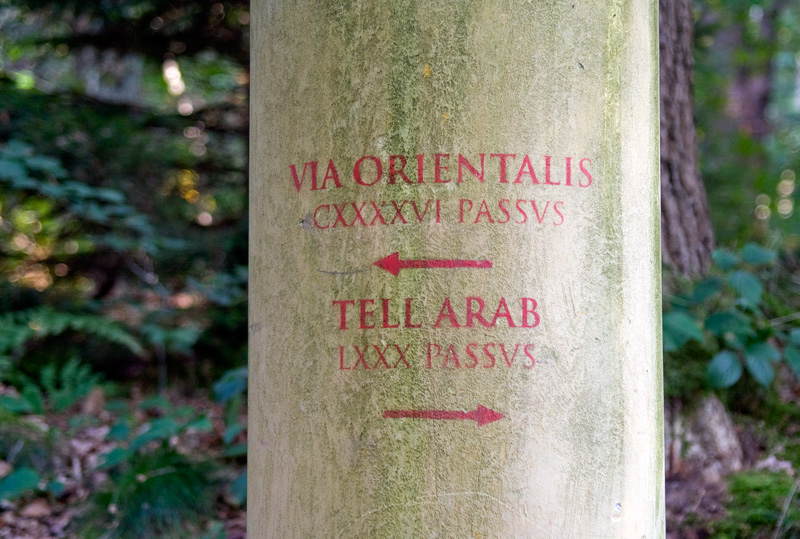 VIA ORIENTALIS
CXXXXVI PASSVS
TELL ARAB
LXXX PASSVS